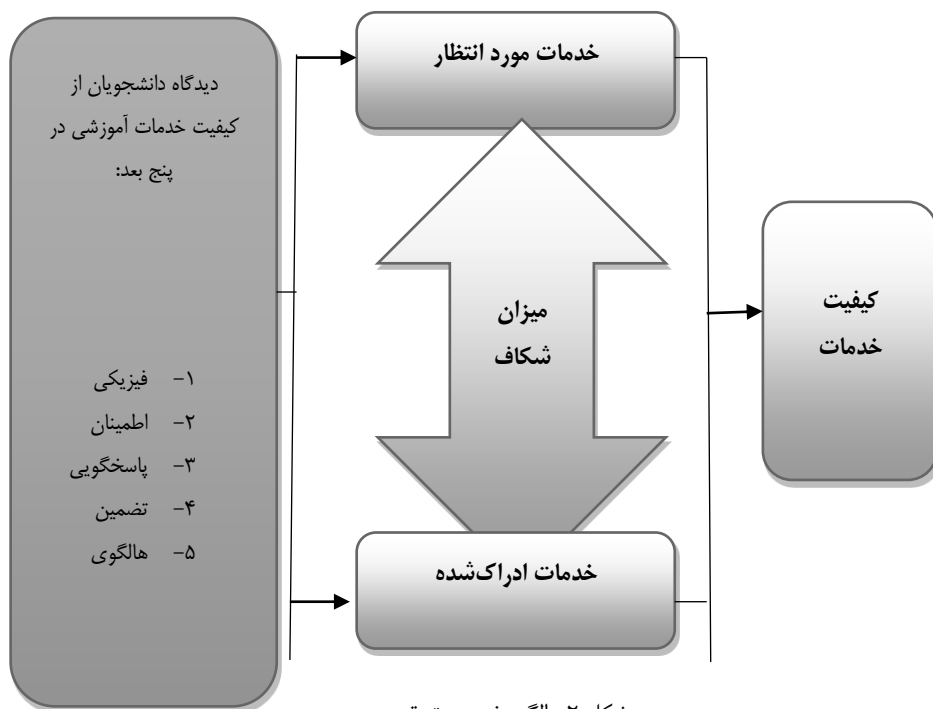 دیدگاه دانشجویان از
کیفیت خدمات آموزشی در
پنج بعد:
۱- فیزیکی
۲- اطمینان
۳- پاسخگویی
۴- تضمین
۵- هالگوی
خدمات مورد انتظار
میزان
شکاف
خدمات ادراک‌شده
کیفیت
خدمات